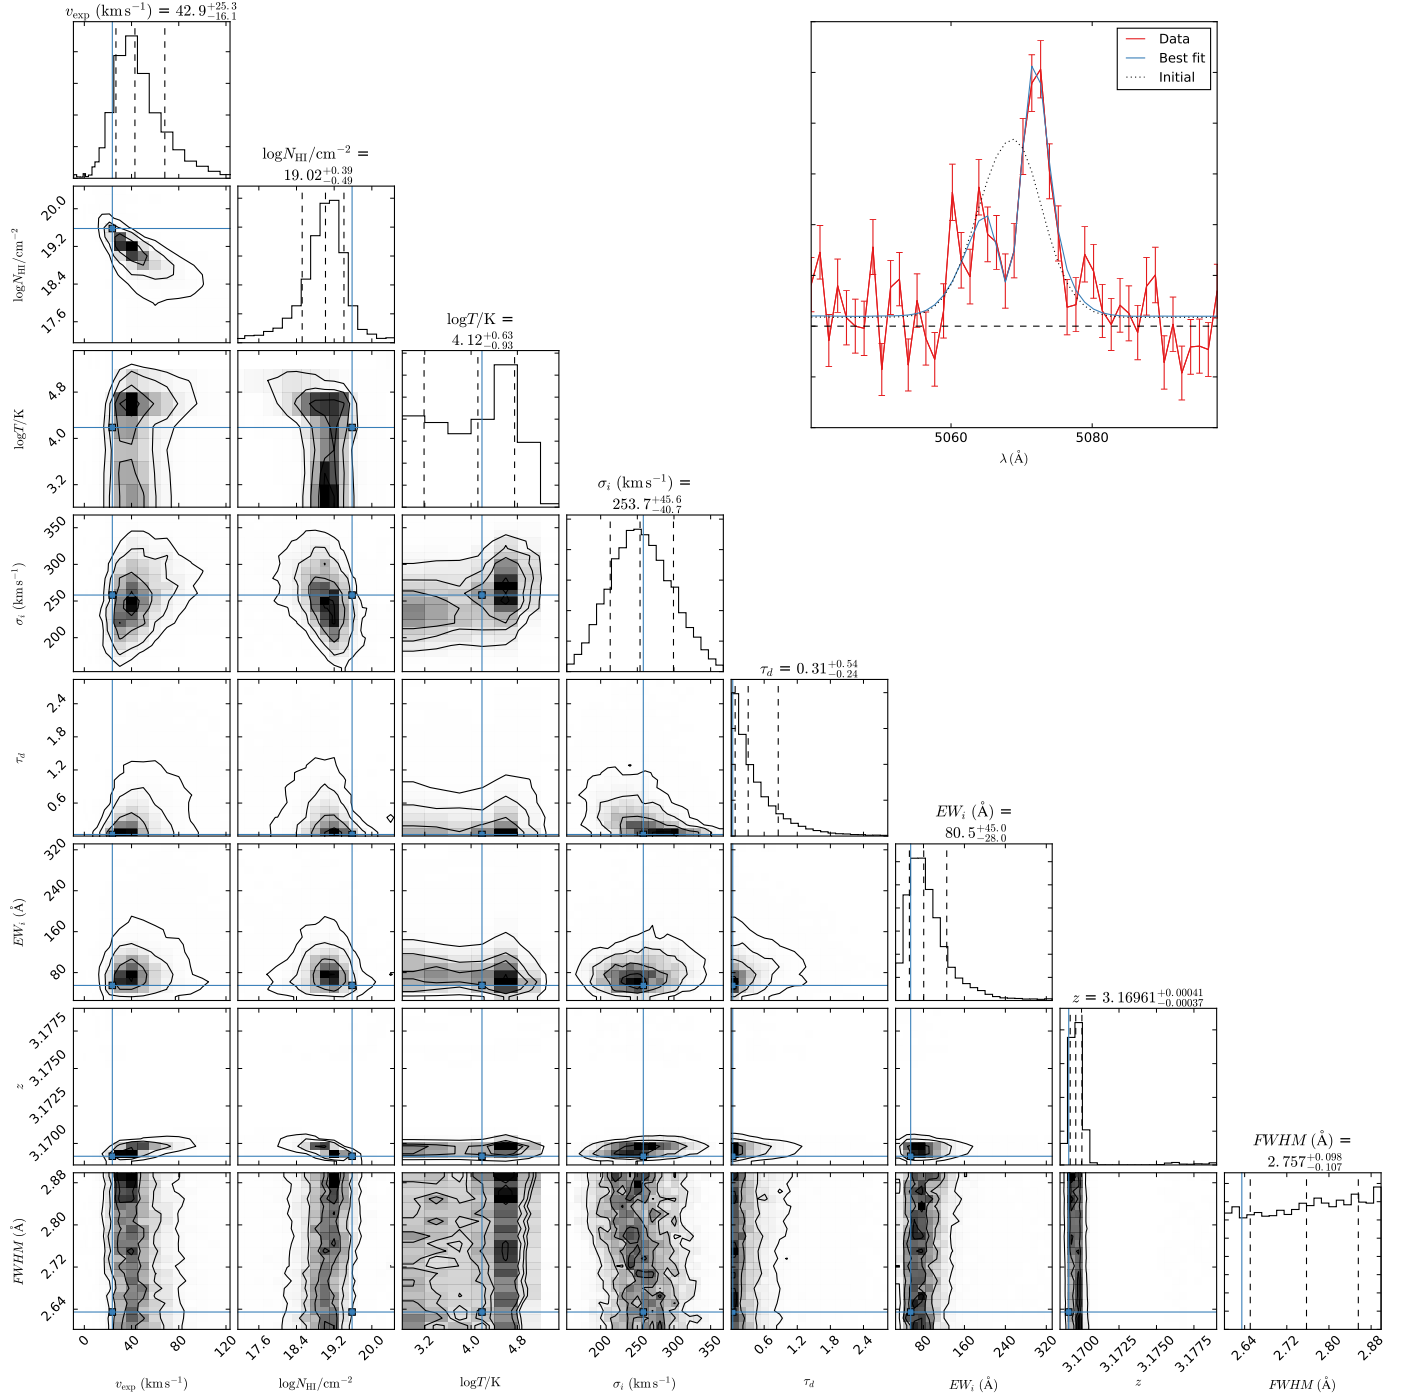 v_exp (km s⁻¹) = 42.9 +25.3 −16.1
Data
Best fit
Initial
5060 5080
λ (Å)
logN_HI/cm⁻² =
19.02 +0.39 −0.49
20.0
19.2
18.4
17.6
logN_HI/cm⁻²
logT/K =
4.12 +0.63 −0.93
4.8
4.0
3.2
logT/K
σ_i (km s⁻¹) =
253.7 +45.6 −40.7
350
300
250
200
σ_i (km s⁻¹)
τ_d = 0.31 +0.54 −0.24
2.4
1.8
1.2
0.6
τ_d
EW_i (Å) =
80.5 +45.0 −28.0
320
240
160
80
EW_i (Å)
z = 3.16961 +0.00041 −0.00037
3.1775
3.1750
3.1725
3.1700
z
FWHM (Å) =
2.757 +0.098 −0.107
2.88
2.80
2.72
2.64
FWHM (Å)
0 40 80 120 17.6 18.4 19.2 20.0 3.2 4.0 4.8 200 250 300 350 0.6 1.2 1.8 2.4 80 160 240 320 3.1700 3.1725 3.1750 3.1775 2.64 2.72 2.80 2.88
v_exp (km s⁻¹) logN_HI/cm⁻² logT/K σ_i (km s⁻¹) τ_d EW_i (Å) z FWHM (Å)